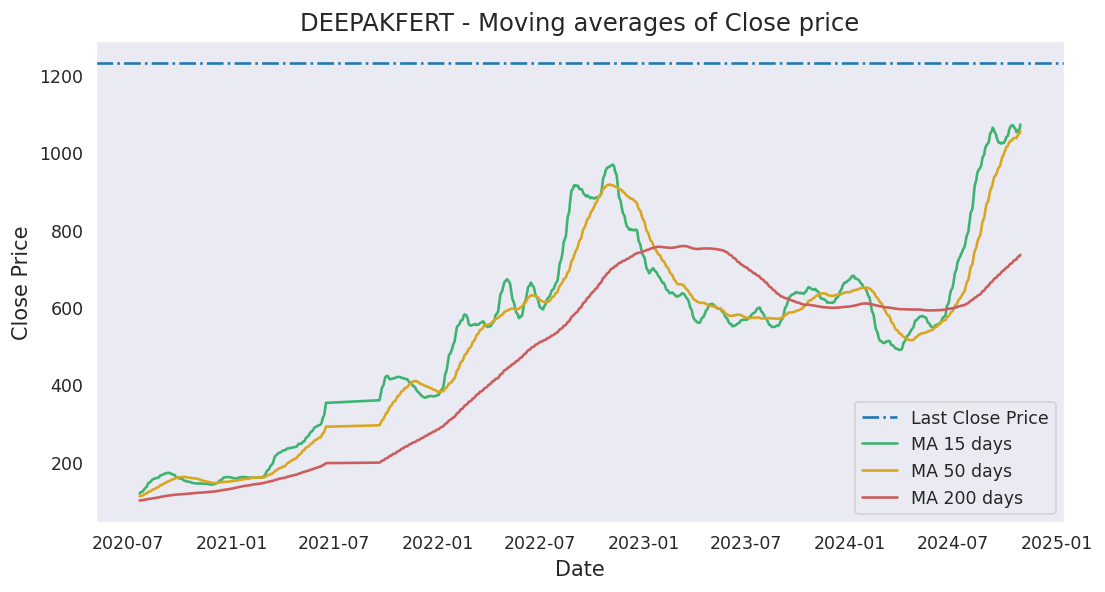 DEEPAKFERT - Moving averages of Close price
1200
1000
800
600
400
200
Close Price
2020-07 2021-01 2021-07 2022-01 2022-07 2023-01 2023-07 2024-01 2024-07 2025-01
Date
Last Close Price
MA 15 days
MA 50 days
MA 200 days